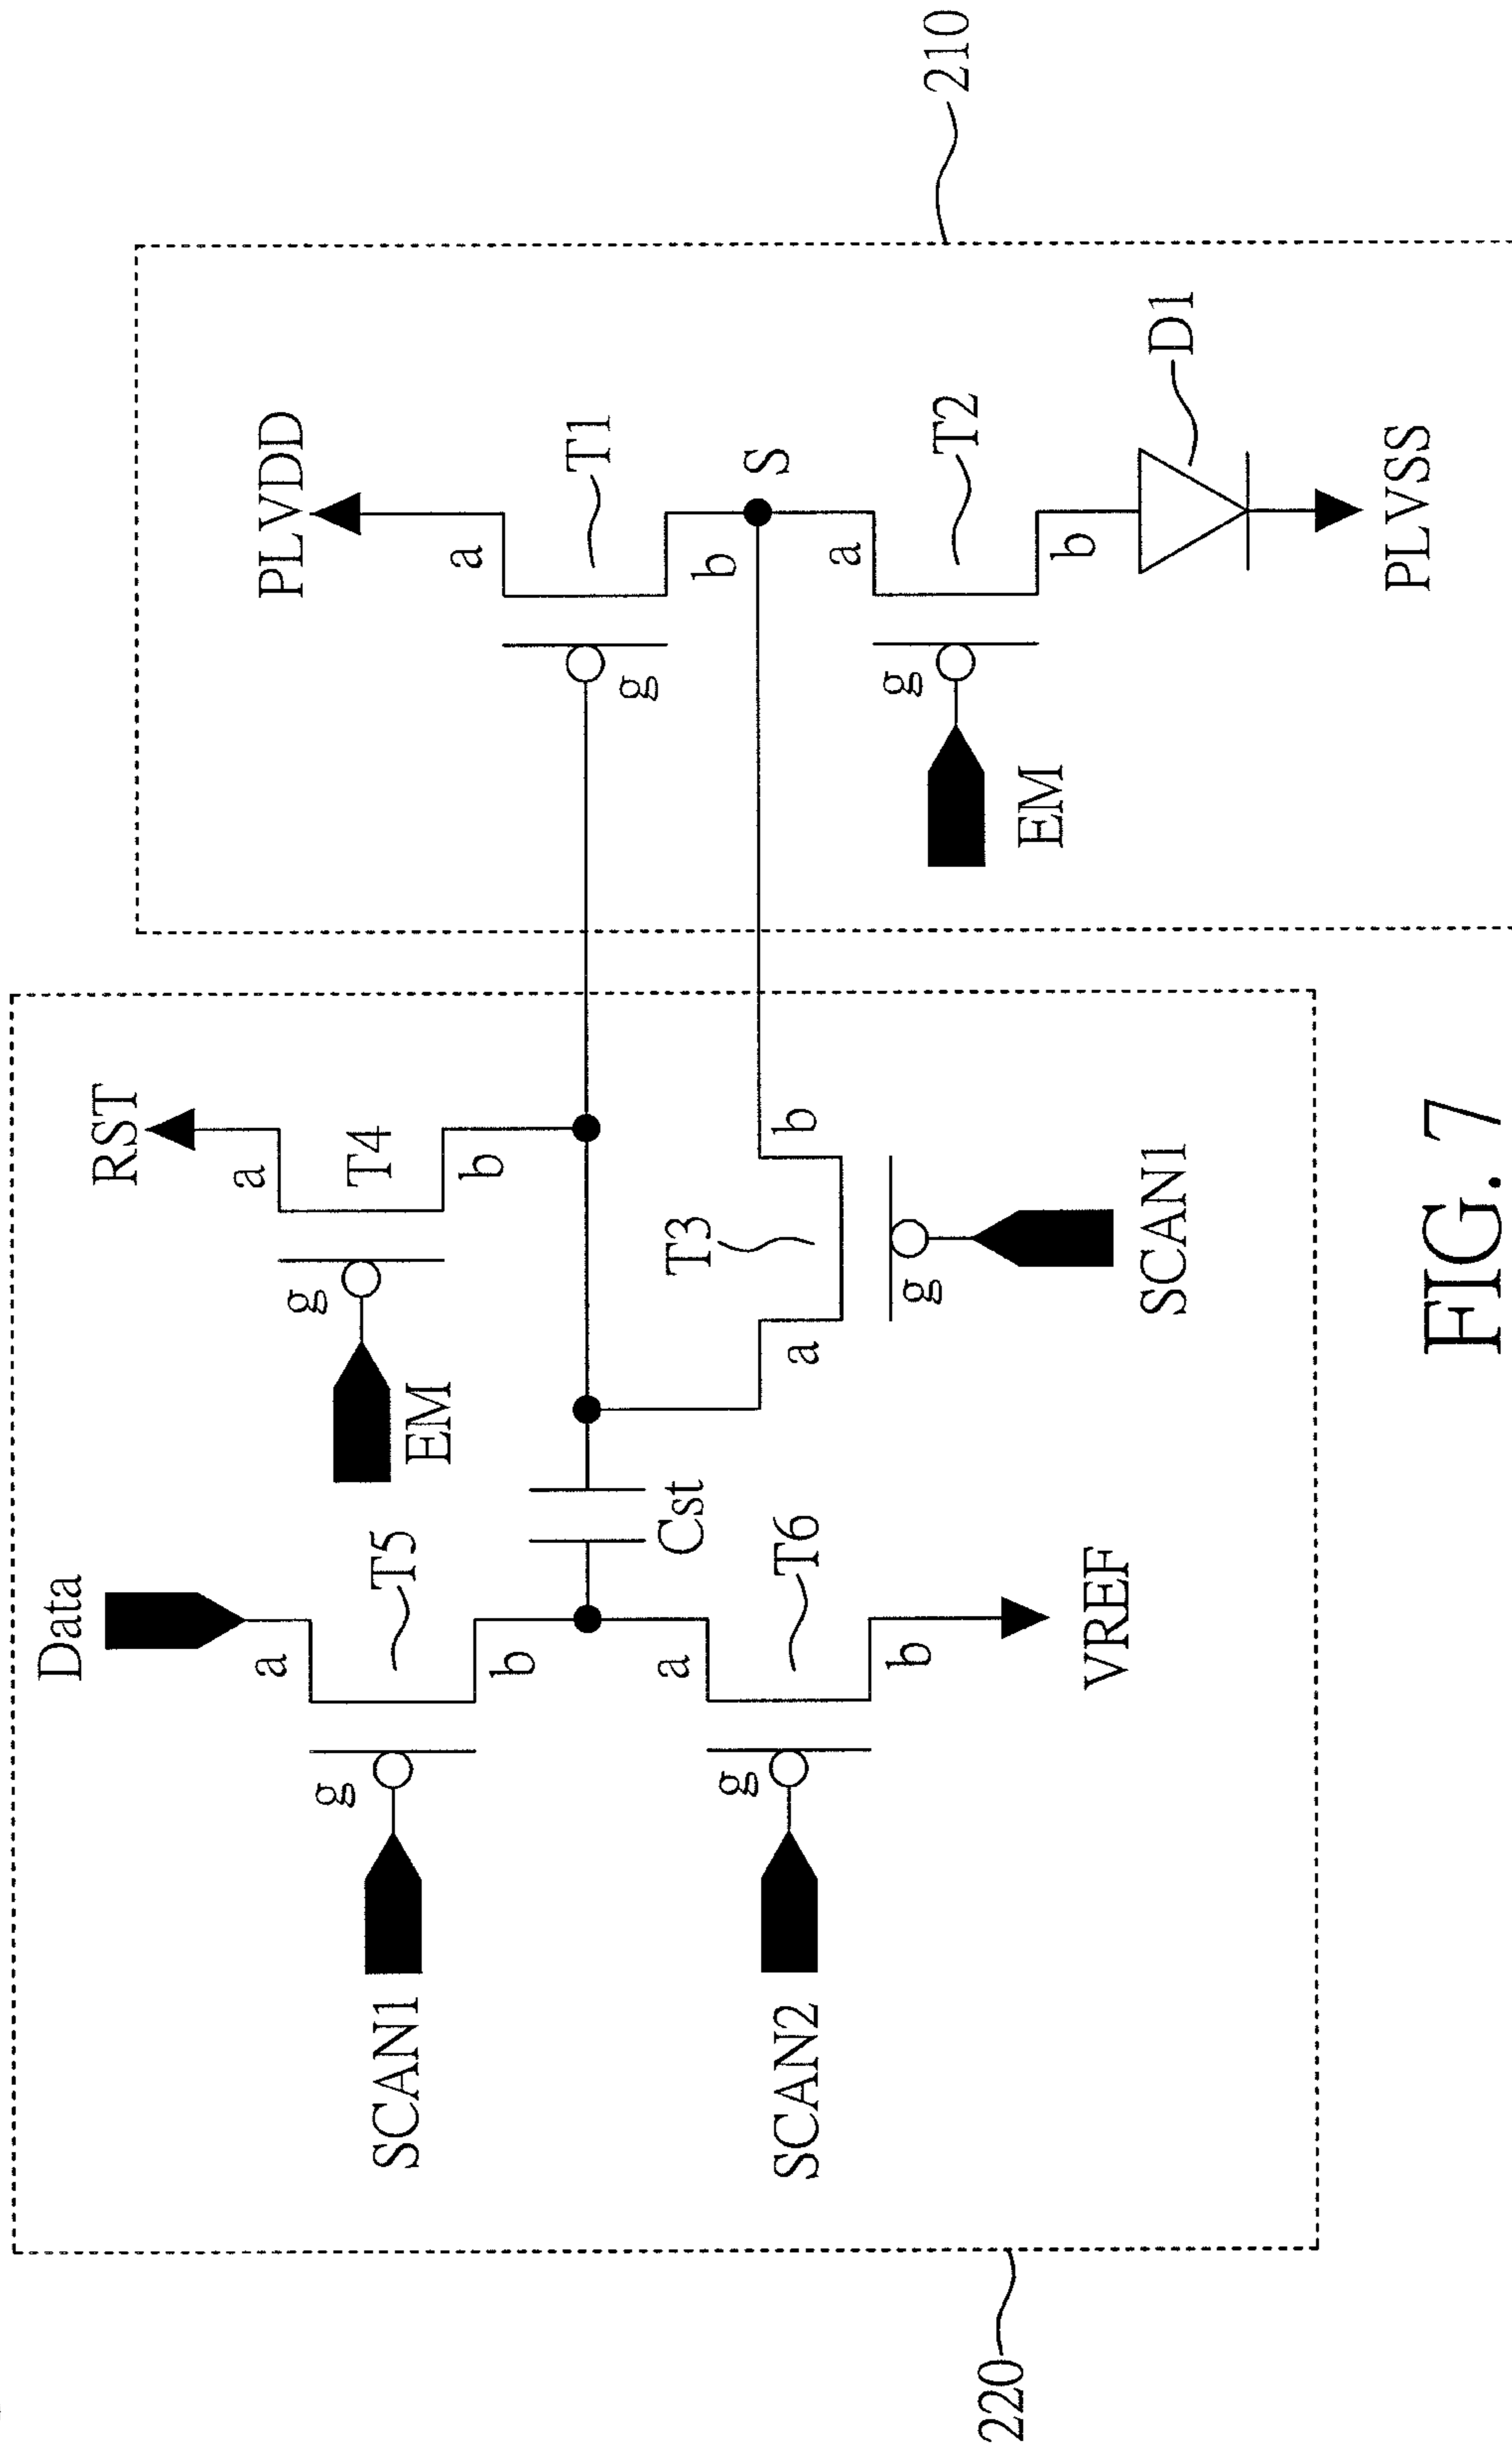 Data
RST
a
a
PLVDD
g
g
T4
SCAN1
T5
EM
a
b
b
T1
g
a
Cst
T3
b
g
S
SCAN2
T6
a
b
a
g
b
g
T2
210
220
EM
b
VREF
SCAN1
D1
PLVSS
FIG. 7